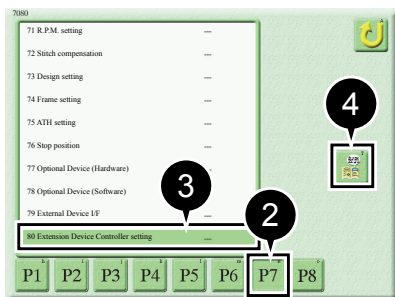 7080
71 R.P.M. setting ---
72 Stitch compensation ---
73 Design setting ---
74 Frame setting ---
75 ATH setting ---
76 Stop position ---
77 Optional Device (Hardware)
78 Optional Device (Software)
79 External Device I/F
80 Extension Device Controller setting ---
4
3
2
P1 P2 P3 P4 P5 P6 P7 P8